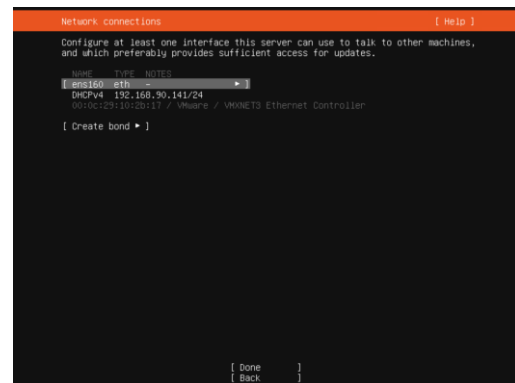 Network connections [ Help ]
Configure at least one interface this server can use to talk to other machines,
and which preferably provides sufficient access for updates.
NAME TYPE NOTES
[ ens160 eth - ▸ ]
DHCPv4 192.168.90.141/24
00:0c:29:10:2b:17 / VMware / VMXNET3 Ethernet Controller
[ Create bond ▸ ]
[ Done ]
[ Back ]